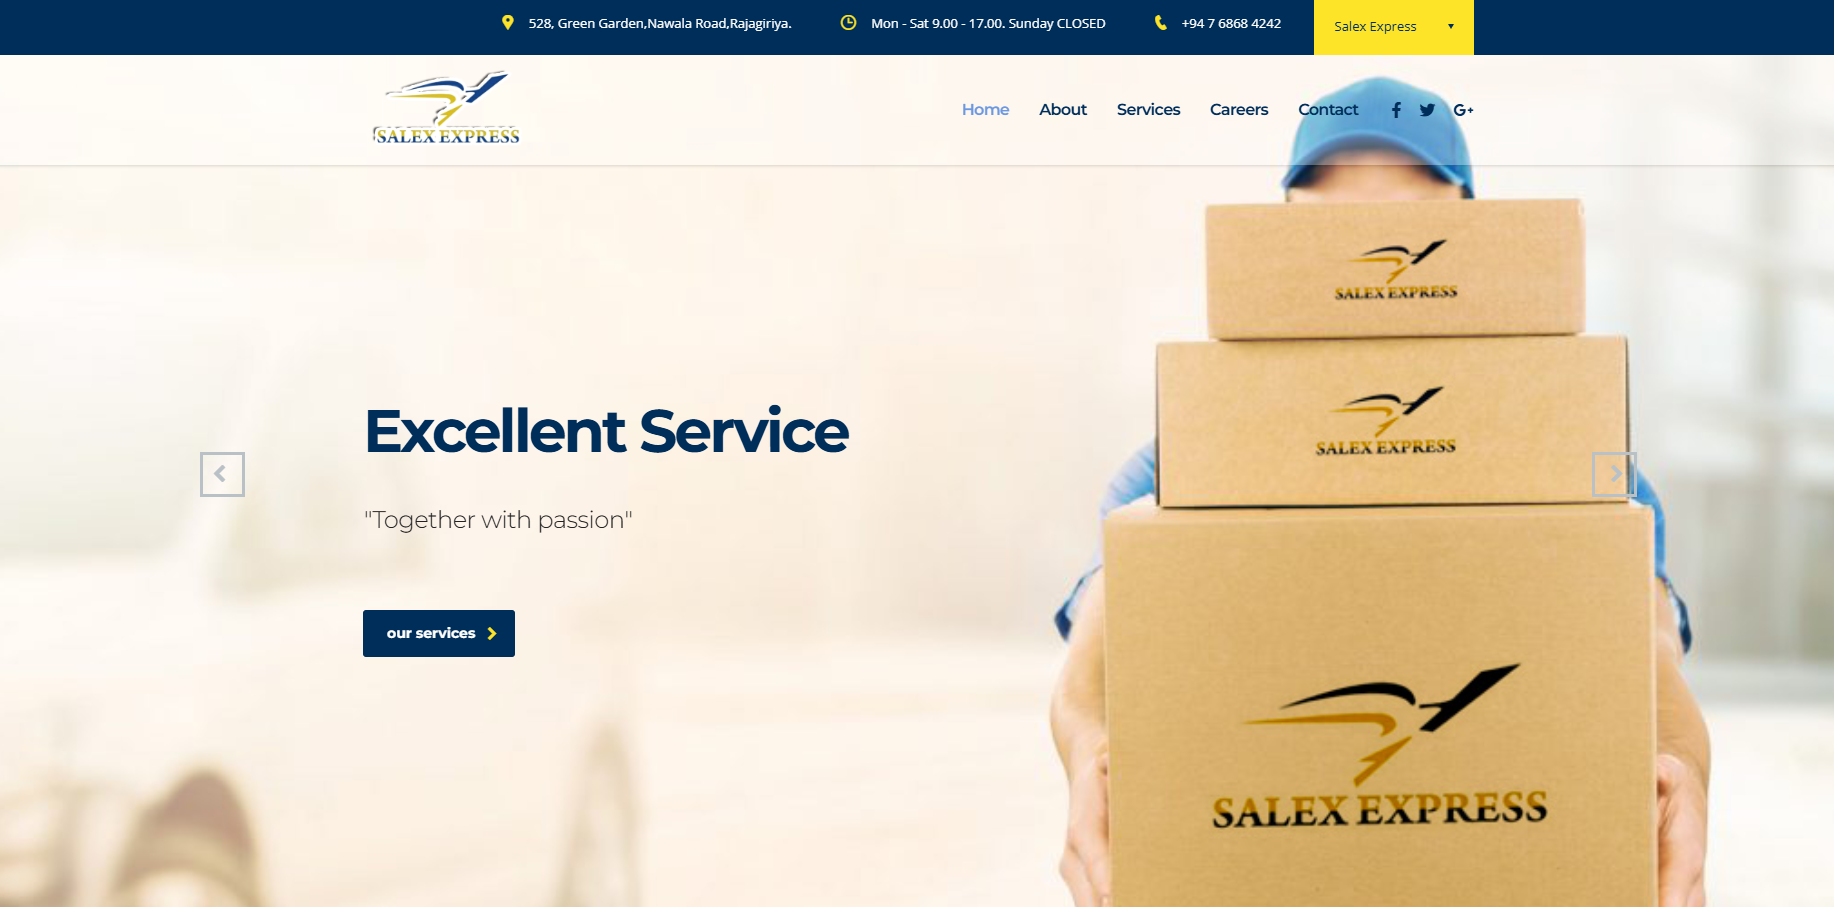 528, Green Garden,Nawala Road,Rajagiriya.
Mon - Sat 9.00 - 17.00. Sunday CLOSED
+94 7 6868 4242
Salex Express
SALEX EXPRESS
Home
About
Services
Careers
Contact
G+
SALEX EXPRESS
SALEX EXPRESS
Excellent Service
"Together with passion"
our services
SALEX EXPRESS